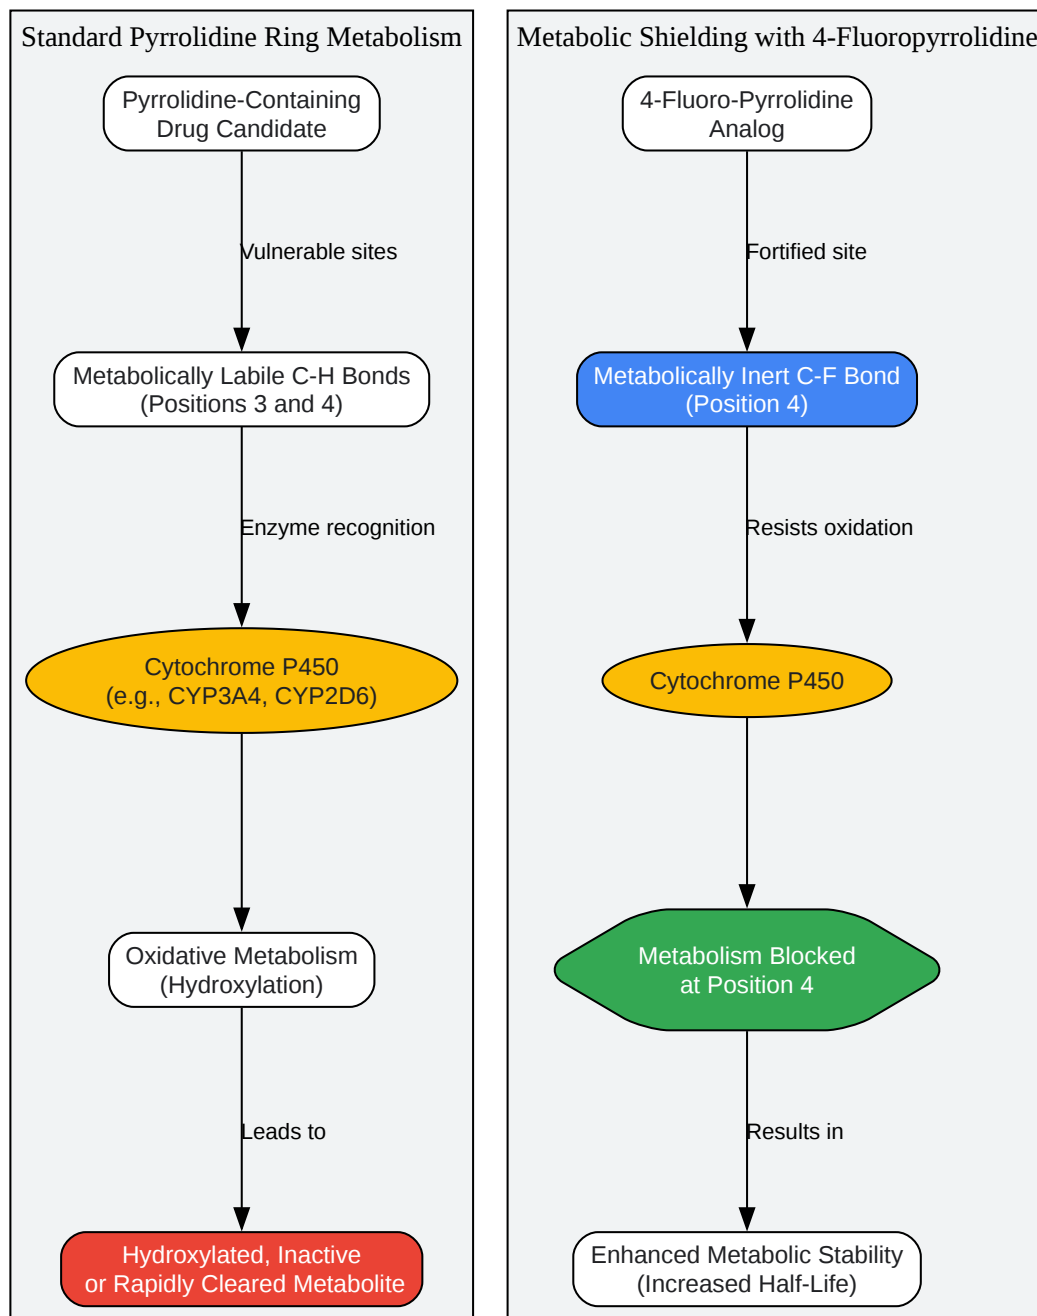 Standard Pyrrolidine Ring Metabolism
Pyrrolidine-Containing
Drug Candidate
Vulnerable sites
Metabolically Labile C-H Bonds
(Positions 3 and 4)
Enzyme recognition
Cytochrome P450
(e.g., CYP3A4, CYP2D6)
Oxidative Metabolism
(Hydroxylation)
Leads to
Hydroxylated, Inactive
or Rapidly Cleared Metabolite
Metabolic Shielding with 4-Fluoropyrrolidine
4-Fluoro-Pyrrolidine
Analog
Fortified site
Metabolically Inert C-F Bond
(Position 4)
Resists oxidation
Cytochrome P450
Metabolism Blocked
at Position 4
Results in
Enhanced Metabolic Stability
(Increased Half-Life)